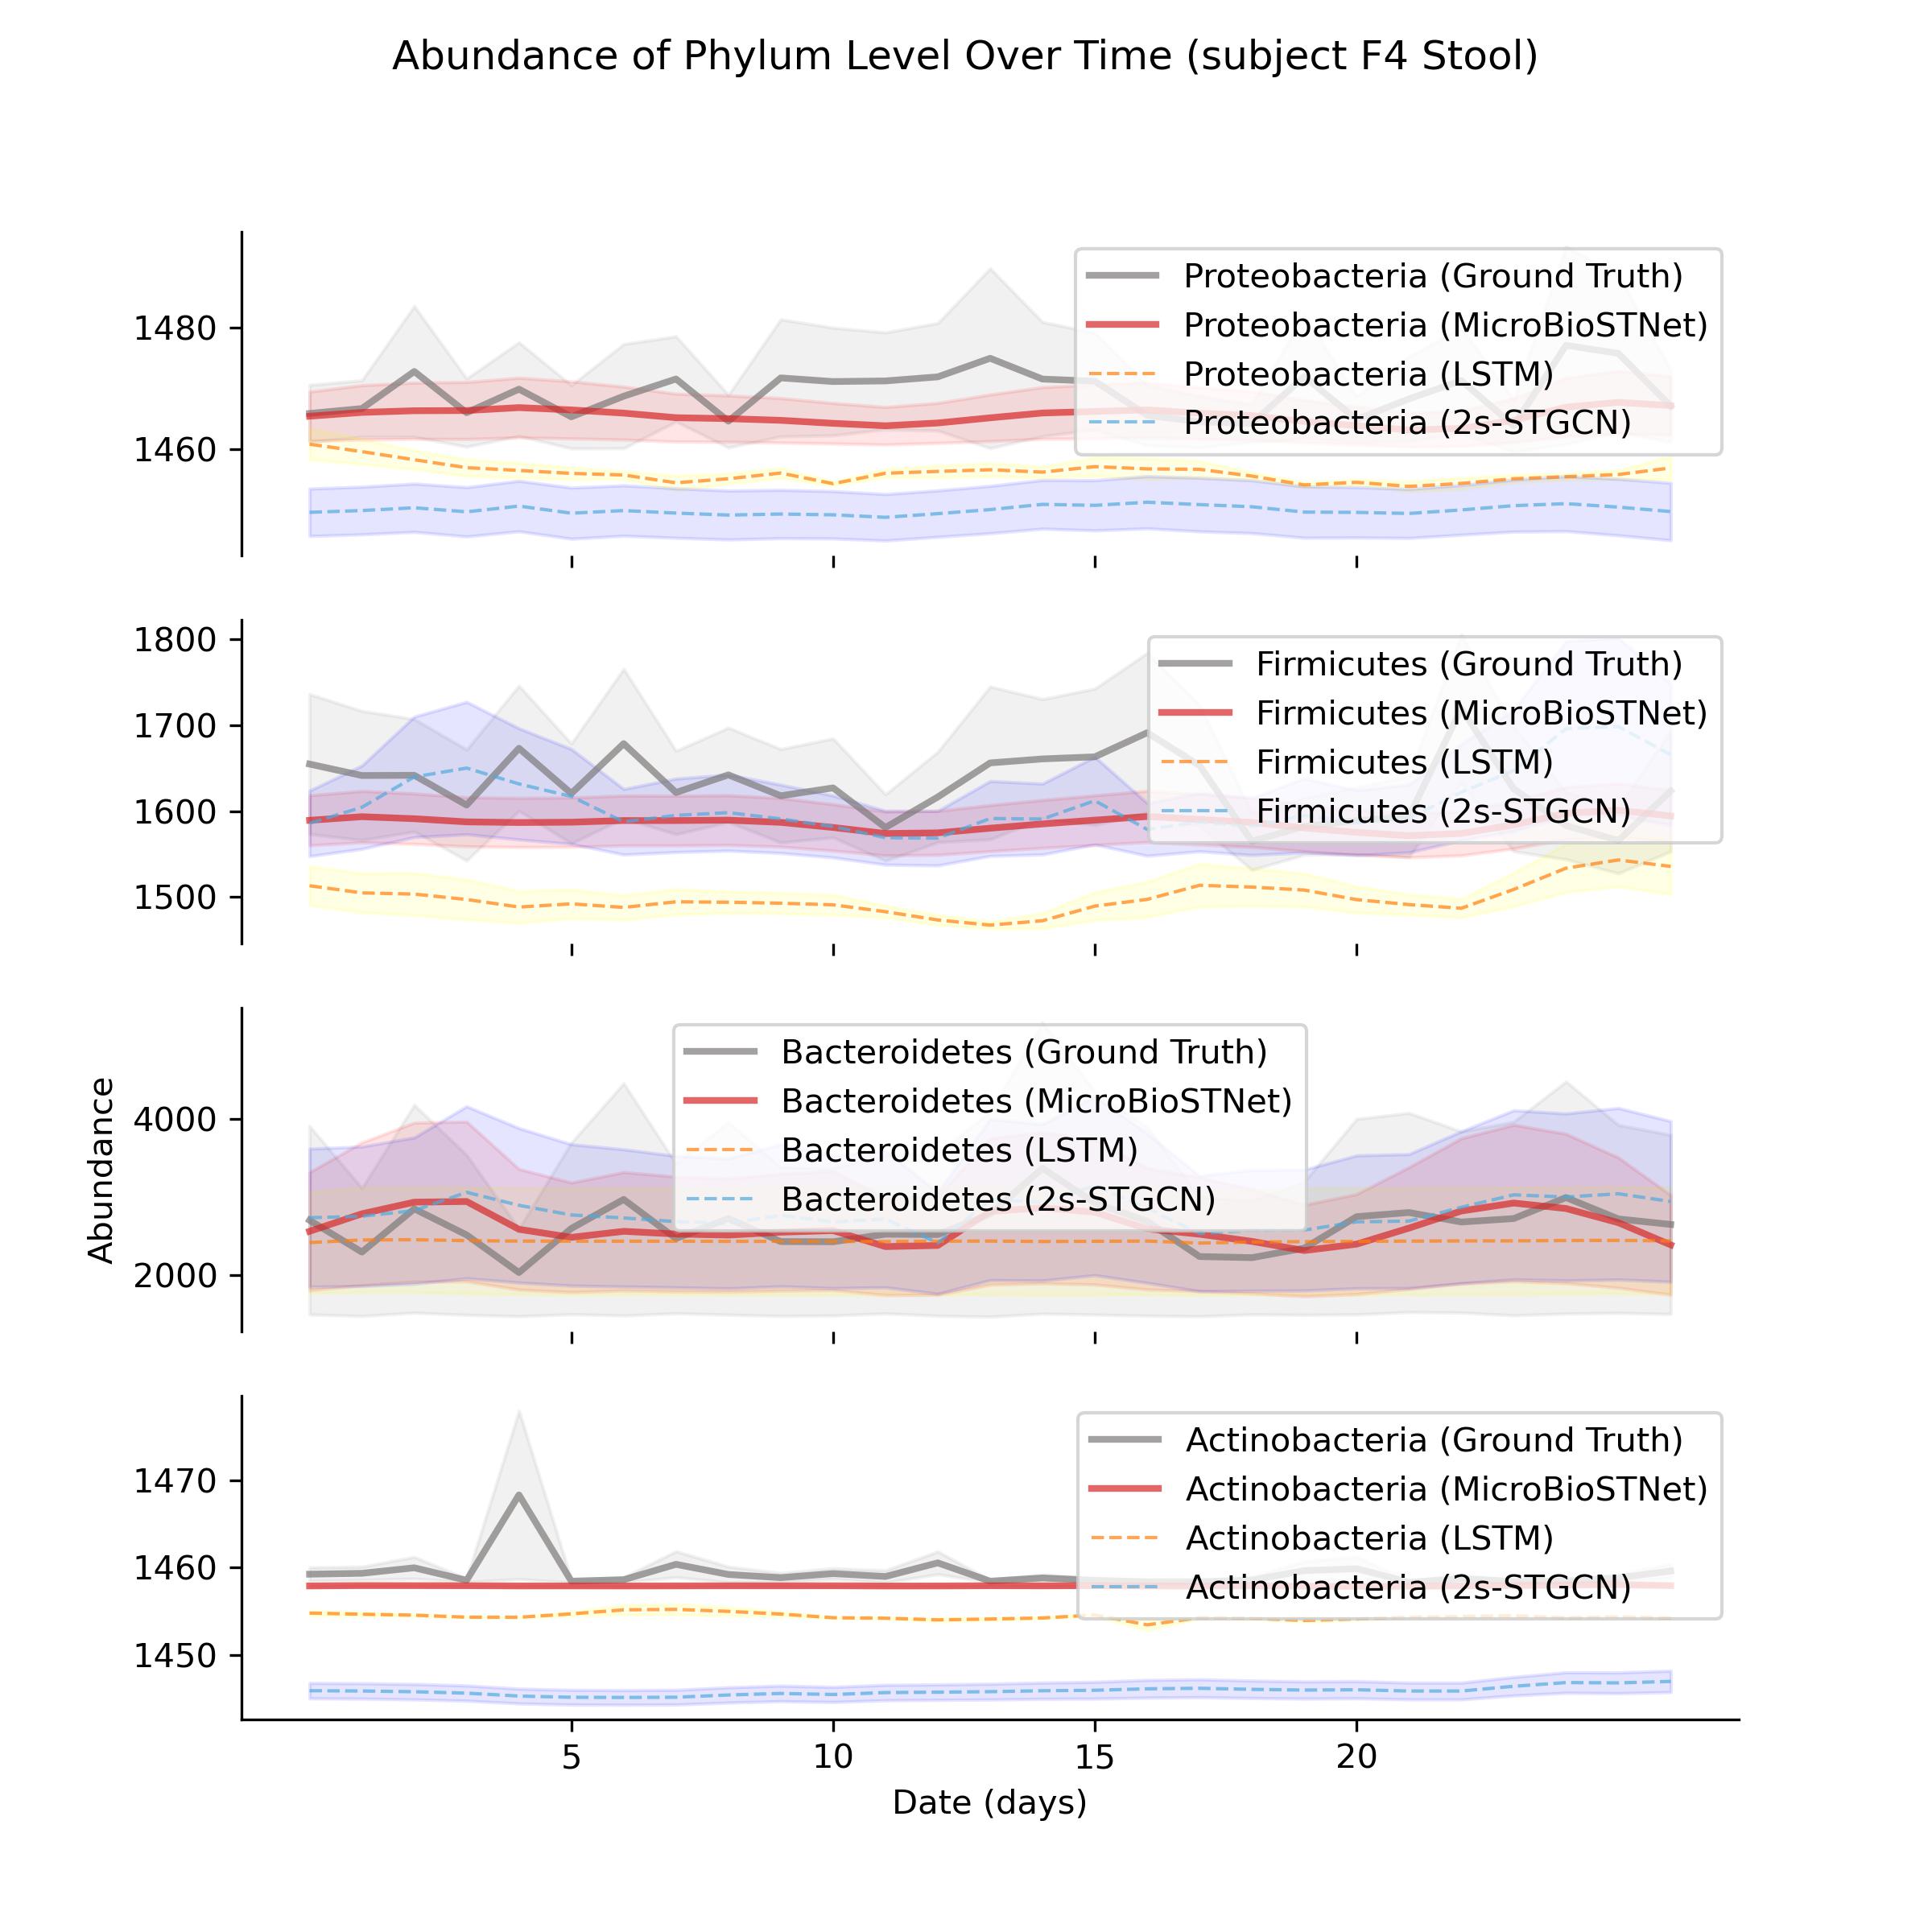 Abundance of Phylum Level Over Time (subject F4 Stool)
1480
1460
Proteobacteria (Ground Truth)
Proteobacteria (MicroBioSTNet)
Proteobacteria (LSTM)
Proteobacteria (2s-STGCN)
1800
1700
1600
1500
Firmicutes (Ground Truth)
Firmicutes (MicroBioSTNet)
Firmicutes (LSTM)
Firmicutes (2s-STGCN)
Abundance
4000
2000
Bacteroidetes (Ground Truth)
Bacteroidetes (MicroBioSTNet)
Bacteroidetes (LSTM)
Bacteroidetes (2s-STGCN)
1470
1460
1450
Actinobacteria (Ground Truth)
Actinobacteria (MicroBioSTNet)
Actinobacteria (LSTM)
Actinobacteria (2s-STGCN)
5 10 15 20
Date (days)